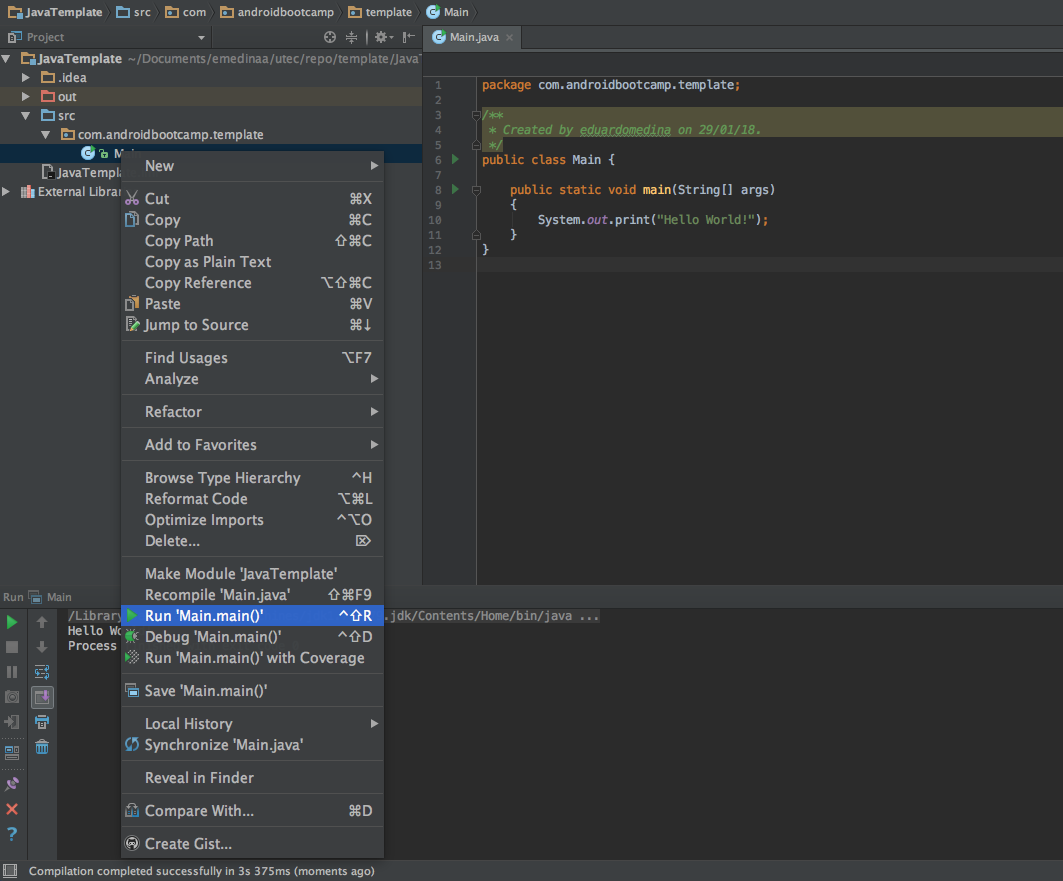 JavaTemplate src com androidbootcamp template Main
Project
Main.java
JavaTemplate ~/Documents/emedinaa/utec/repo/template/Java
.idea
out
src
com.androidbootcamp.template
JavaTempla
External Librar
1 package com.androidbootcamp.template;
2
3 /**
4 * Created by eduardomedina on 29/01/18.
5 */
6 public class Main {
7
8 public static void main(String[] args)
9 {
10 System.out.print("Hello World!");
11 }
12 }
13
New
Cut ⌘X
Copy ⌘C
Copy Path ⇧⌘C
Copy as Plain Text
Copy Reference ⌥⇧⌘C
Paste ⌘V
Jump to Source ⌘↓
Find Usages ⌥F7
Analyze
Refactor
Add to Favorites
Browse Type Hierarchy ^H
Reformat Code ⌥⌘L
Optimize Imports ^⌥O
Delete... ⌦
Make Module 'JavaTemplate'
Recompile 'Main.java' ⇧⌘F9
Run 'Main.main()' ^⇧R
Debug 'Main.main()' ^⇧D
Run 'Main.main()' with Coverage
Save 'Main.main()'
Local History
Synchronize 'Main.java'
Reveal in Finder
Compare With... ⌘D
Create Gist...
Run Main
/Library .jdk/Contents/Home/bin/java ...
Hello Wo
Process
Compilation completed successfully in 3s 375ms (moments ago)